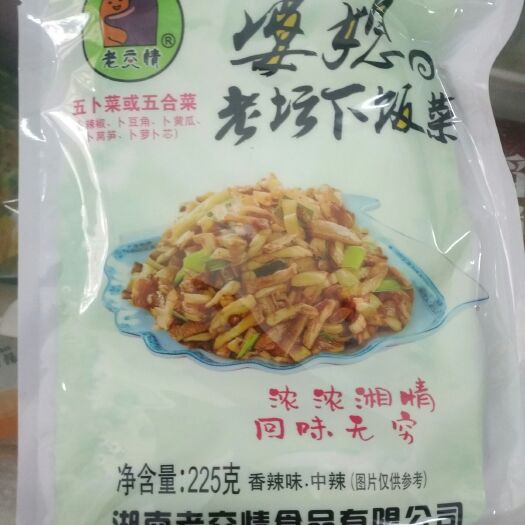 老交情®
婆媳
老坛下饭菜
五卜菜或五合菜
辣椒、卜豆角、卜黄瓜、
卜莴笋、卜萝卜芯)
浓浓湘情
回味无穷
净含量:225克 香辣味·中辣(图片仅供参考)
湖南老交情食品有限公司